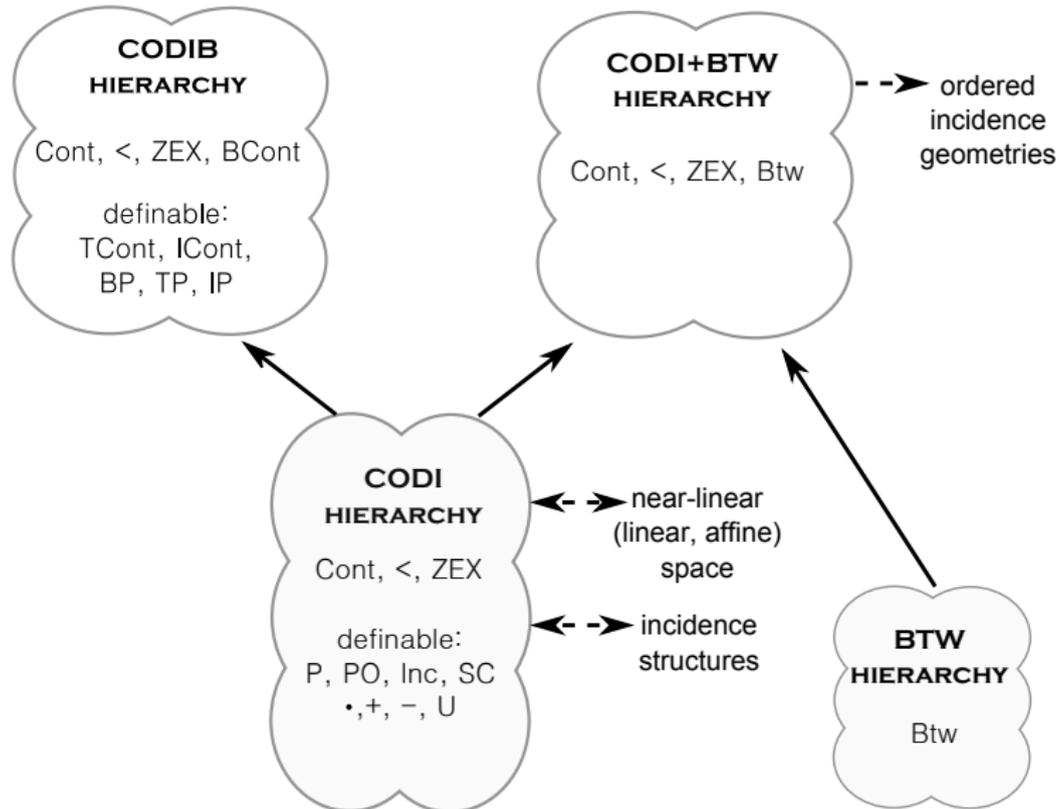 CODIB
HIERARCHY
Cont, <, ZEX, BCont
definable:
TCont, ICont,
BP, TP, IP
CODI+BTW
HIERARCHY
Cont, <, ZEX, Btw
ordered
incidence
geometries
CODI
HIERARCHY
Cont, <, ZEX
definable:
P, PO, Inc, SC
•,+, −, U
near-linear
(linear, affine)
space
incidence
structures
BTW
HIERARCHY
Btw